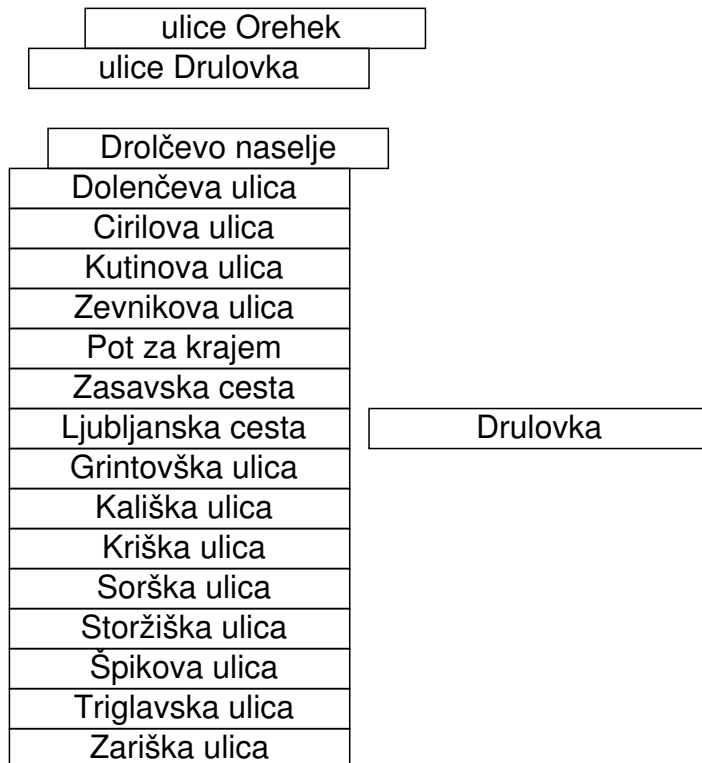 ulice Orehek
ulice Drulovka
Drolčevo naselje
Dolenčeva ulica
Cirilova ulica
Kutinova ulica
Zevnikova ulica
Pot za krajem
Zasavska cesta
Ljubljanska cesta
Drulovka
Grintovška ulica
Kališka ulica
Kriška ulica
Sorška ulica
Storžiška ulica
Špikova ulica
Triglavska ulica
Zariška ulica